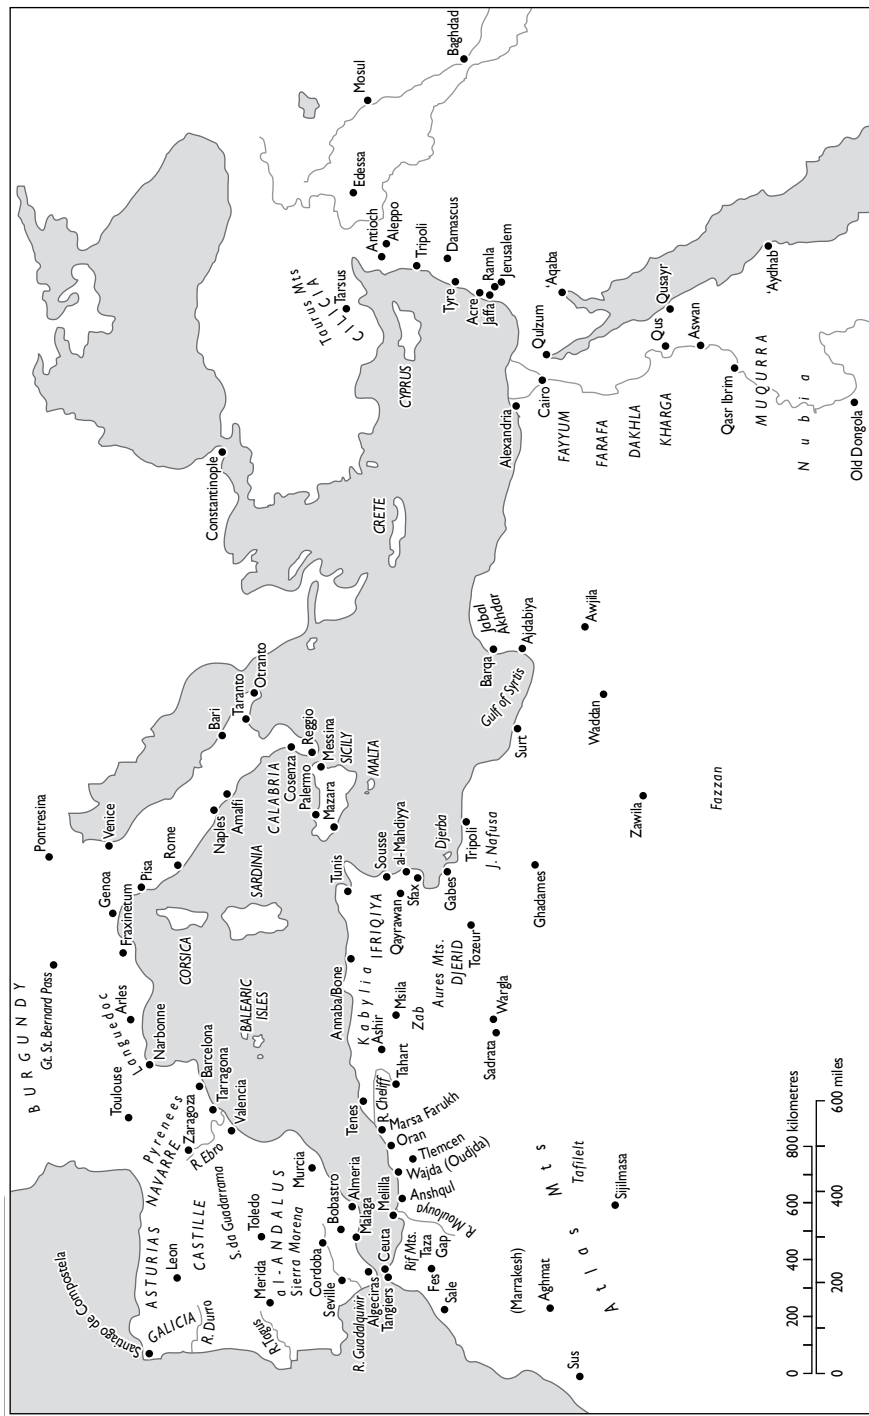 BURGUNDY
Gt. St. Bernard Pass
Pontresina
Santiago de Compostela
GALICIA
ASTURIAS
Leon
NAVARRE
Pyrenees
Toulouse
Languedoc
Narbonne
Arles
Fraxinetum
Genoa
Pisa
Venice
Rome
R. Durro
CASTILLE
S. da Guadarrama
Zaragoza
R. Ebro
Barcelona
Tarragona
Valencia
CORSICA
Naples
Amalfi
Bari
Taranto
Otranto
Constantinople
R. Tagus
Merida
Toledo
al-ANDALUS
Sierra Morena
Murcia
BALEARIC
ISLES
SARDINIA
CALABRIA
Cosenza
Reggio
Palermo
Messina
Mazara
SICILY
MALTA
R. Guadalquivir
Seville
Cordoba
Bobastro
Almeria
Malaga
Algeciras
Tangiers
Ceuta
Melilla
Tenes
R. Cheliff
Marsa Farukh
Oran
Tlemcen
Wajda (Oudjda)
Anshqul
R. Moulouya
Rif Mts.
Taza
Gap
Fes
Sale
Tahart
Ashir
Kabylia
Msila
Zab
Annaba/Bone
Tunis
IFRIQIYA
Sousse
al-Mahdiyya
Qayrawan
Sfax
Aures Mts.
DJERID
Tozeur
Gabes
Djerba
Tripoli
J. Nafusa
Sadrata
Wargla
Ghadames
(Marrakesh)
Aghmat
Sus
Atlas Mts
Tafilelt
Sijilmasa
Zawila
Fazzan
Waddan
Surt
Gulf of Syrtis
Barqa
Jabal
Akhdar
Ajdabiya
Awjila
CRETE
CYPRUS
Taurus Mts
CILICIA
Tarsus
Antioch
Aleppo
Edessa
Mosul
Baghdad
Tripoli
Damascus
Tyre
Acre
Jaffa
Ramla
Jerusalem
Alexandria
Cairo
Qulzum
'Aqaba
FAYYUM
FARAFA
DAKHLA
KHARGA
Qus
Qusayr
Aswan
Qasr Ibrim
MUQURRA
Nubia
'Aydhab
Old Dongola
0 200 400 600 800 kilometres
0 200 400 600 miles